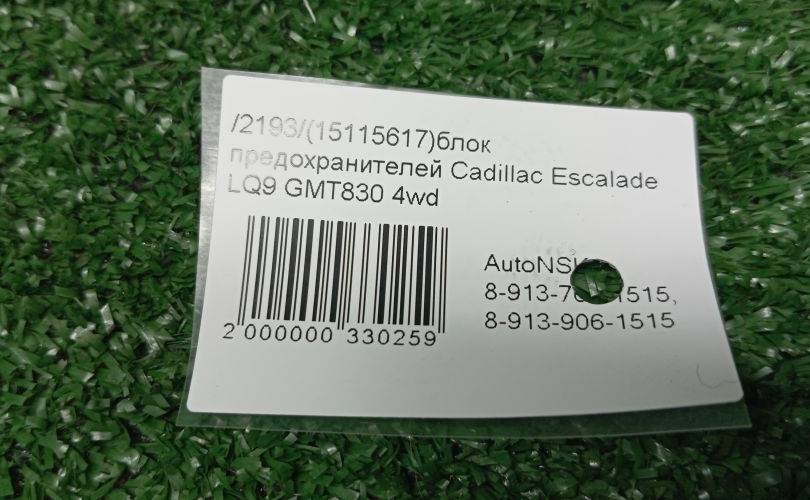 /2193/(15115617)блок
предохранителей Cadillac Escalade
LQ9 GMT830 4wd
2 000000 330259
8-913-906-1515